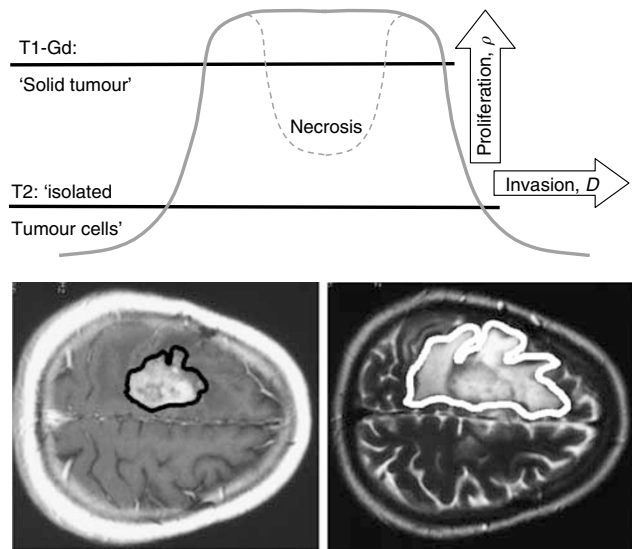 T1-Gd:
'Solid tumour'
Necrosis
Proliferation, ρ
Invasion, D
T2: 'isolated
Tumour cells'